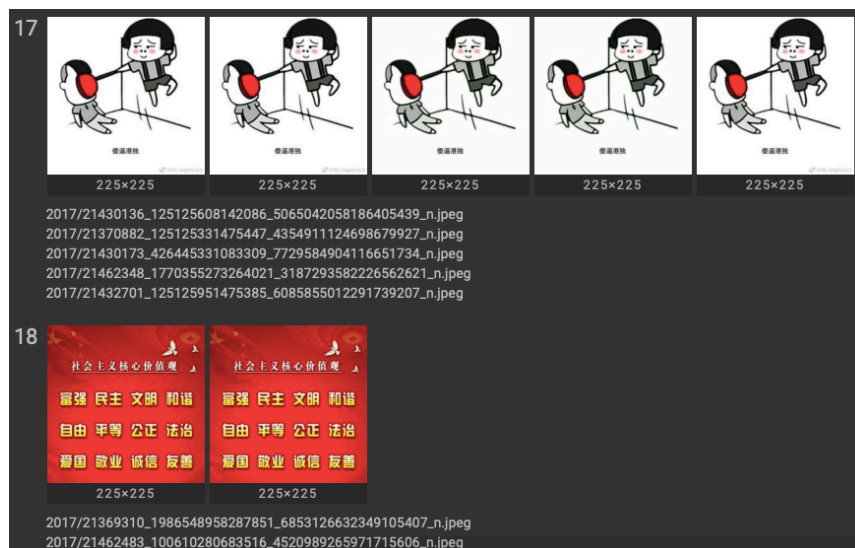 17
傻逼港独
傻逼港独
傻逼港独
傻逼港独
傻逼港独
225×225
225×225
225×225
225×225
225×225
2017/21430136_125125608142086_5065042058186405439_n.jpeg
2017/21370882_125125331475447_4354911124698679927_n.jpeg
2017/21430173_426445331083309_7729584904116651734_n.jpeg
2017/21462348_1770355273264021_3187293582226562621_n.jpeg
2017/21432701_125125951475385_6085855012291739207_n.jpeg
18
社会主义核心价值观
富强 民主 文明 和谐
自由 平等 公正 法治
爱国 敬业 诚信 友善
社会主义核心价值观
富强 民主 文明 和谐
自由 平等 公正 法治
爱国 敬业 诚信 友善
225×225
225×225
2017/21369310_1986548958287851_6853126632349105407_n.jpeg
2017/21462483_100610280683516_4520989265971715606_n.jpeg